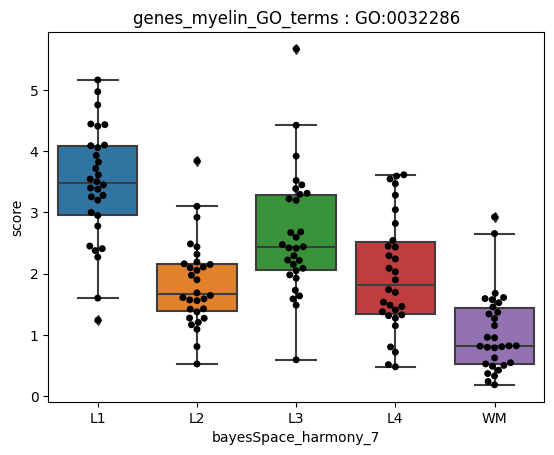 genes_myelin_GO_terms : GO:0032286
5
4
3
2
1
0
score
L1 L2 L3 L4 WM
bayesSpace_harmony_7